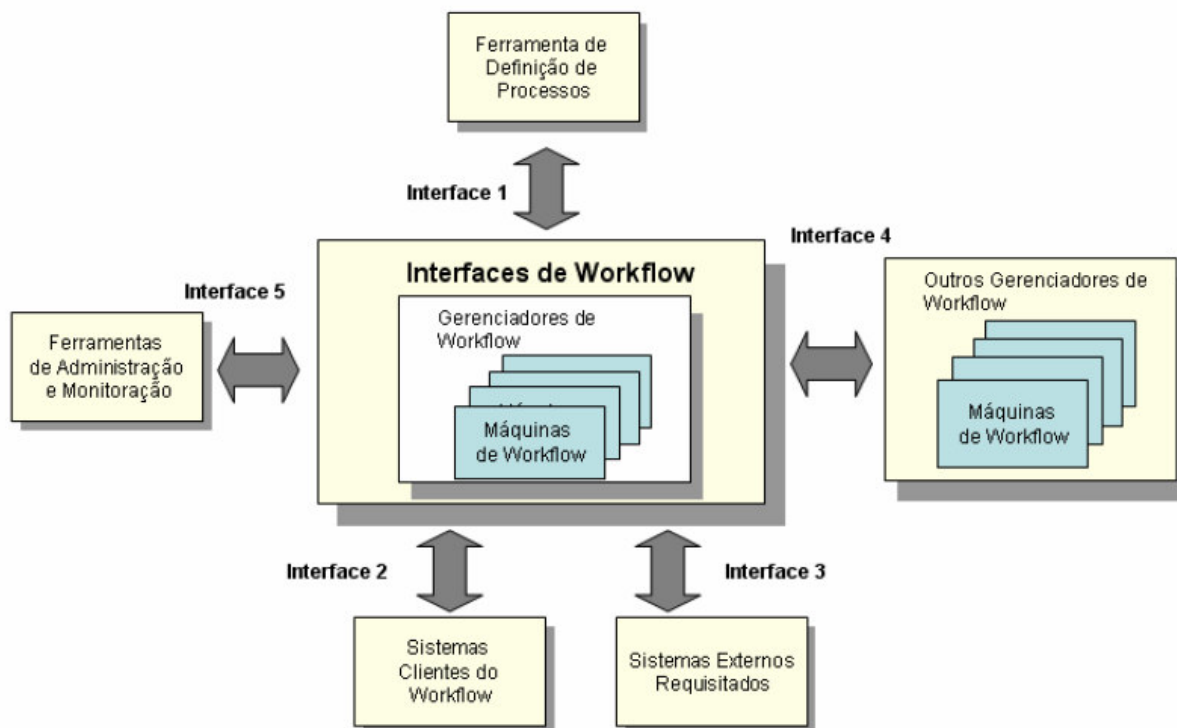 Ferramenta de
Definição de
Processos
Interface 1
Interface 4
Interfaces de Workflow
Gerenciadores de
Workflow
Máquinas
de Workflow
Outros Gerenciadores de
Workflow
Máquinas
de Workflow
Interface 5
Ferramentas
de Administração
e Monitoração
Interface 2
Interface 3
Sistemas
Clientes do
Workflow
Sistemas Externos
Requisitados